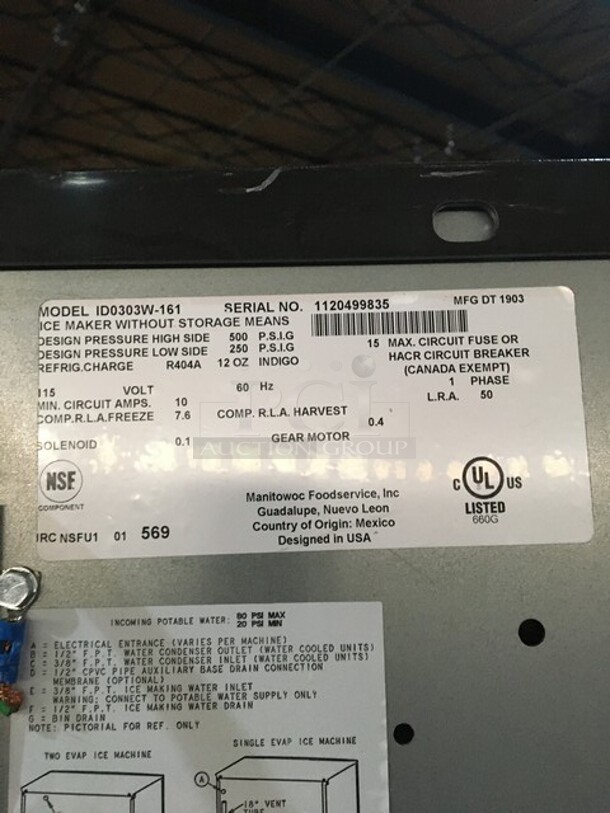 MODEL ID0303W-161 SERIAL NO. 1120499835 MFG DT 1903
ICE MAKER WITHOUT STORAGE MEANS
DESIGN PRESSURE HIGH SIDE 500 P.S.I.G
DESIGN PRESSURE LOW SIDE 250 P.S.I.G
REFRIG.CHARGE R404A 12 OZ INDIGO
15 MAX. CIRCUIT FUSE OR
HACR CIRCUIT BREAKER
(CANADA EXEMPT)
115 VOLT 60 Hz 1 PHASE
MIN. CIRCUIT AMPS. 10 L.R.A. 50
COMP.R.L.A.FREEZE 7.6 COMP. R.L.A. HARVEST
0.4
SOLENOID 0.1 GEAR MOTOR
rci
AUCTION GROUP
NSF
COMPONENT
Manitowoc Foodservice, Inc
Guadalupe, Nuevo Leon
Country of Origin: Mexico
Designed in USA
C UL US
LISTED
660G
IRC NSFU1 01 569
INCOMING POTABLE WATER: 80 PSI MAX
20 PSI MIN
A = ELECTRICAL ENTRANCE (VARIES PER MACHINE)
B = 1/2" F.P.T. WATER CONDENSER OUTLET (WATER COOLED UNITS)
C = 3/8" F.P.T. WATER CONDENSER INLET (WATER COOLED UNITS)
D = 1/2" CPVC PIPE AUXILIARY BASE DRAIN CONNECTION
MEMBRANE (OPTIONAL)
E = 3/8" F.P.T. ICE MAKING WATER INLET
WARNING: CONNECT TO POTABLE WATER SUPPLY ONLY
F = 1/2" F.P.T. ICE MAKING WATER DRAIN
G = BIN DRAIN
NOTE: PICTORIAL FOR REF. ONLY
TWO EVAP ICE MACHINE
SINGLE EVAP ICE MACHINE
A
18" VENT
TUBE